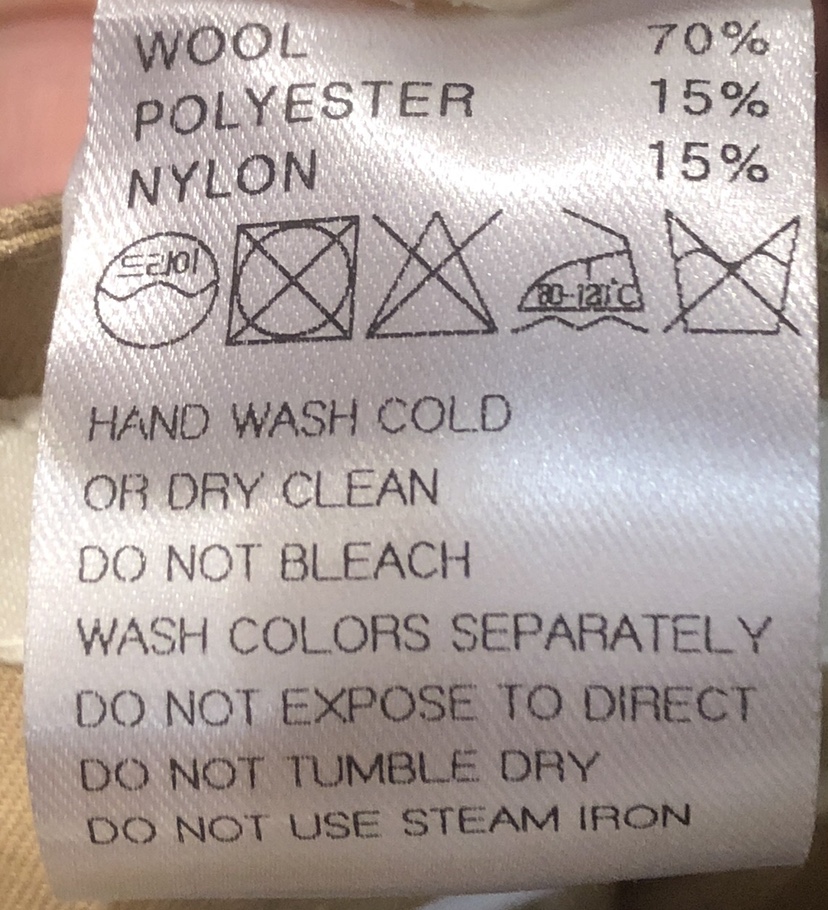 WOOL 70%
POLYESTER 15%
NYLON 15%
드라이
80-120°C
HAND WASH COLD
OR DRY CLEAN
DO NOT BLEACH
WASH COLORS SEPARATELY
DO NOT EXPOSE TO DIRECT
DO NOT TUMBLE DRY
DO NOT USE STEAM IRON